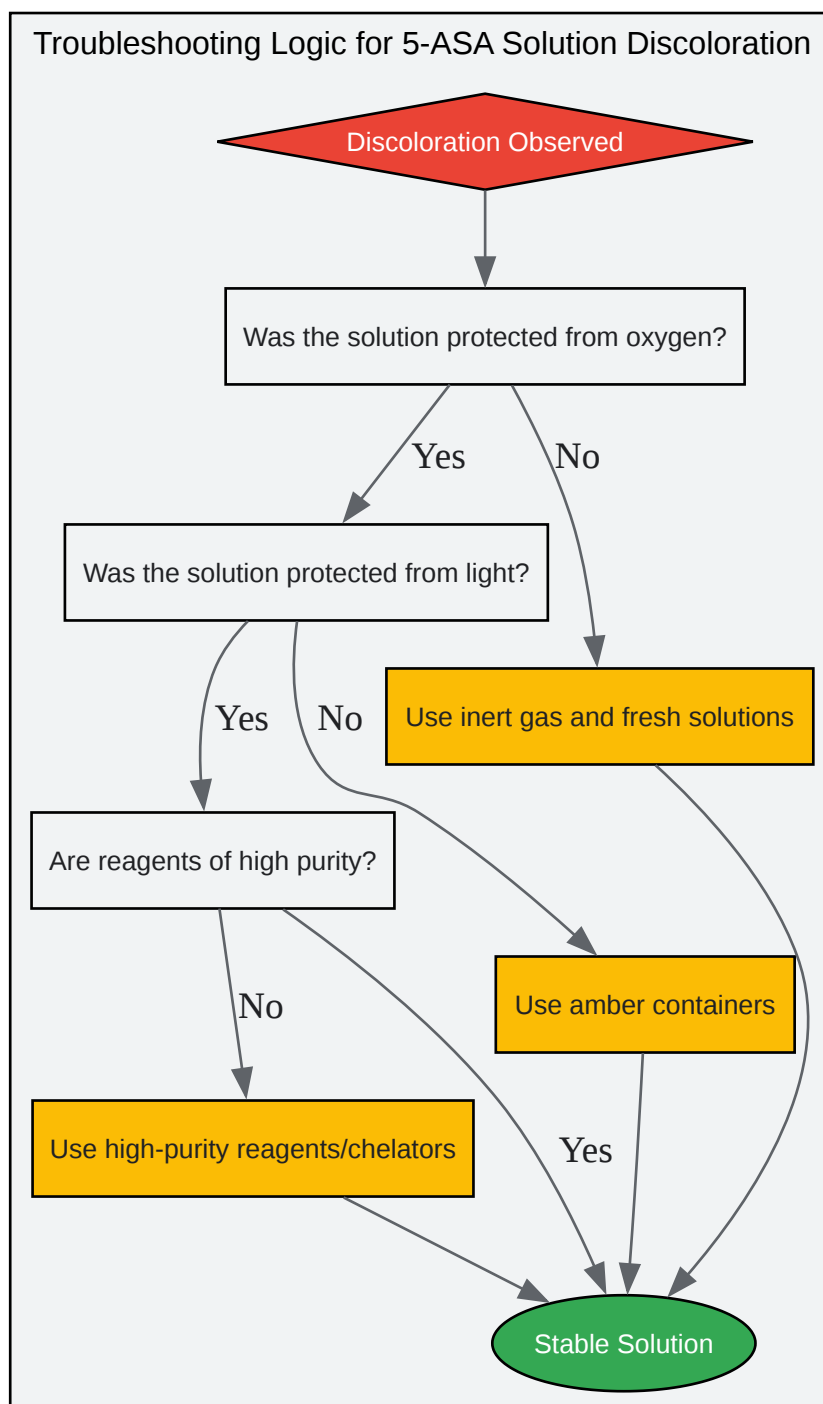 Troubleshooting Logic for 5-ASA Solution Discoloration
Discoloration Observed
Was the solution protected from oxygen?
Yes
No
Was the solution protected from light?
Use inert gas and fresh solutions
Yes
No
Are reagents of high purity?
Use amber containers
No
Use high-purity reagents/chelators
Yes
Stable Solution